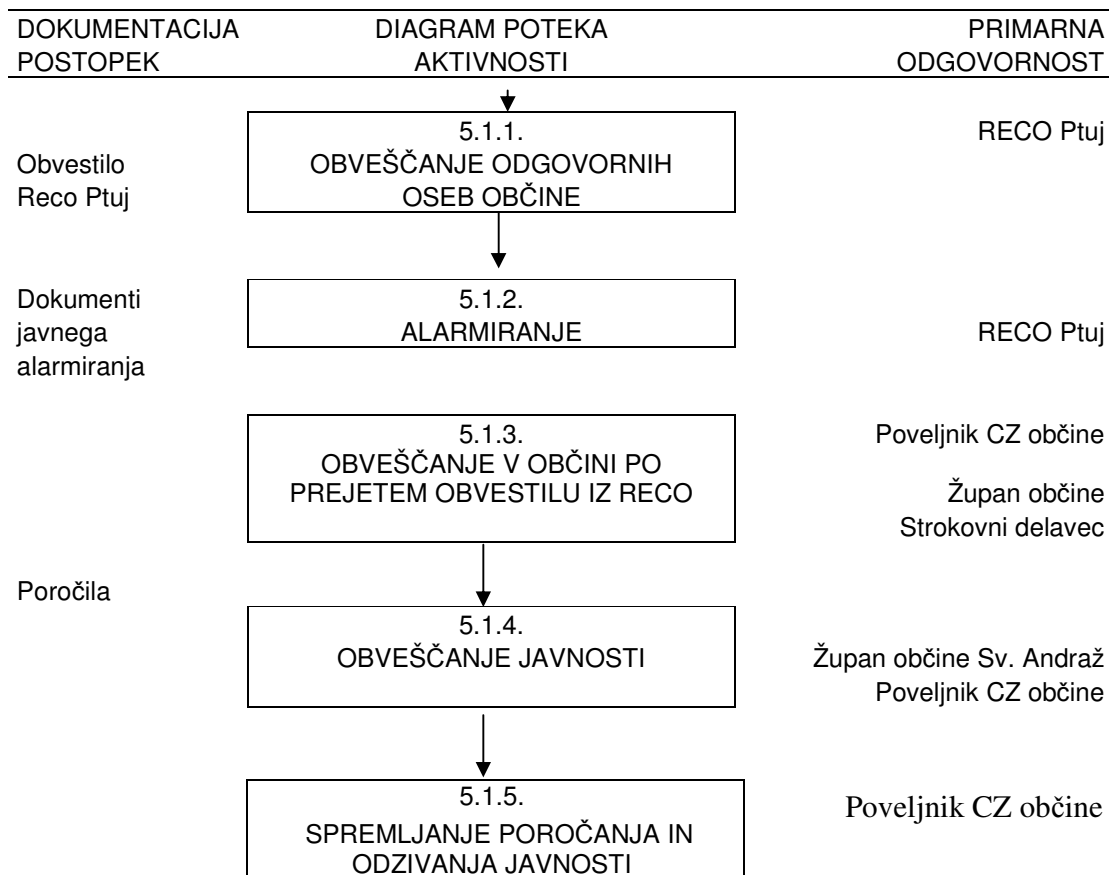 DOKUMENTACIJA DIAGRAM POTEKA PRIMARNA
POSTOPEK AKTIVNOSTI ODGOVORNOST
5.1.1. RECO Ptuj
Obvestilo OBVEŠČANJE ODGOVORNIH
Reco Ptuj OSEB OBČINE
Dokumenti 5.1.2.
javnega ALARMIRANJE RECO Ptuj
alarmiranja
5.1.3. Poveljnik CZ občine
OBVEŠČANJE V OBČINI PO
PREJETEM OBVESTILU IZ RECO Župan občine
Strokovni delavec
Poročila
5.1.4.
OBVEŠČANJE JAVNOSTI Župan občine Sv. Andraž
Poveljnik CZ občine
5.1.5. Poveljnik CZ občine
SPREMLJANJE POROČANJA IN
ODZIVANJA JAVNOSTI